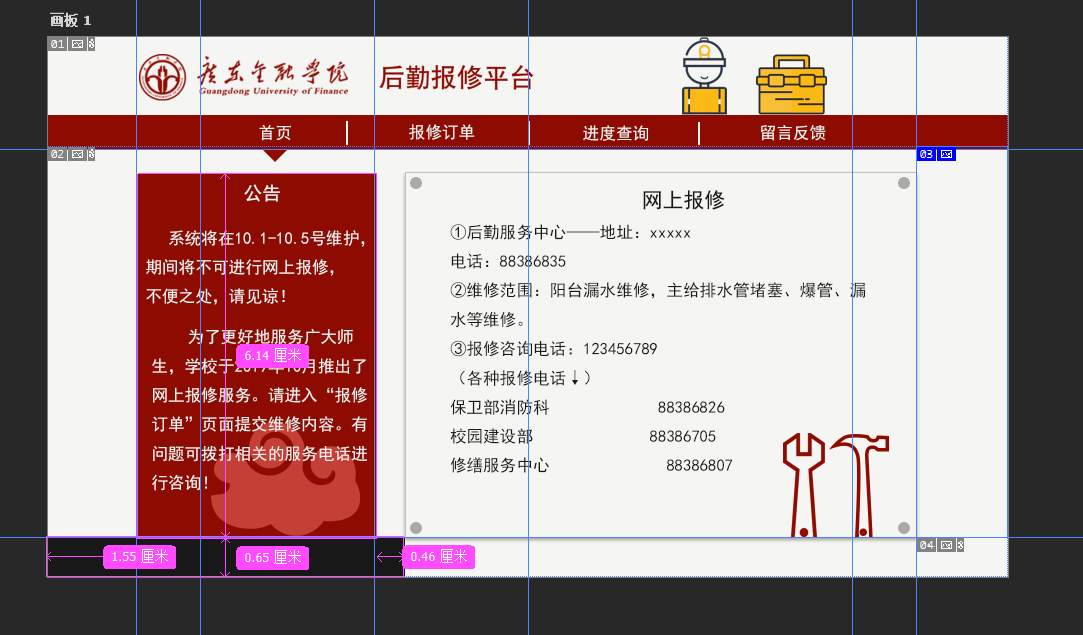 画板 1
01
广东金融学院
Guangdong University of Finance
后勤报修平台
首页 报修订单 进度查询 留言反馈
02
03
公告
系统将在10.1-10.5号维护，
期间将不可进行网上报修，
不便之处，请见谅！
为了更好地服务广大师
生，学校于2019年10月推出了
网上报修服务。请进入“报修
订单”页面提交维修内容。有
问题可拨打相关的服务电话进
行咨询！
6.14 厘米
网上报修
①后勤服务中心——地址：xxxxx
电话：88386835
②维修范围：阳台漏水维修，主给排水管堵塞、爆管、漏
水等维修。
③报修咨询电话：123456789
（各种报修电话↓）
保卫部消防科 88386826
校园建设部 88386705
修缮服务中心 88386807
04
1.55 厘米
0.65 厘米
0.46 厘米